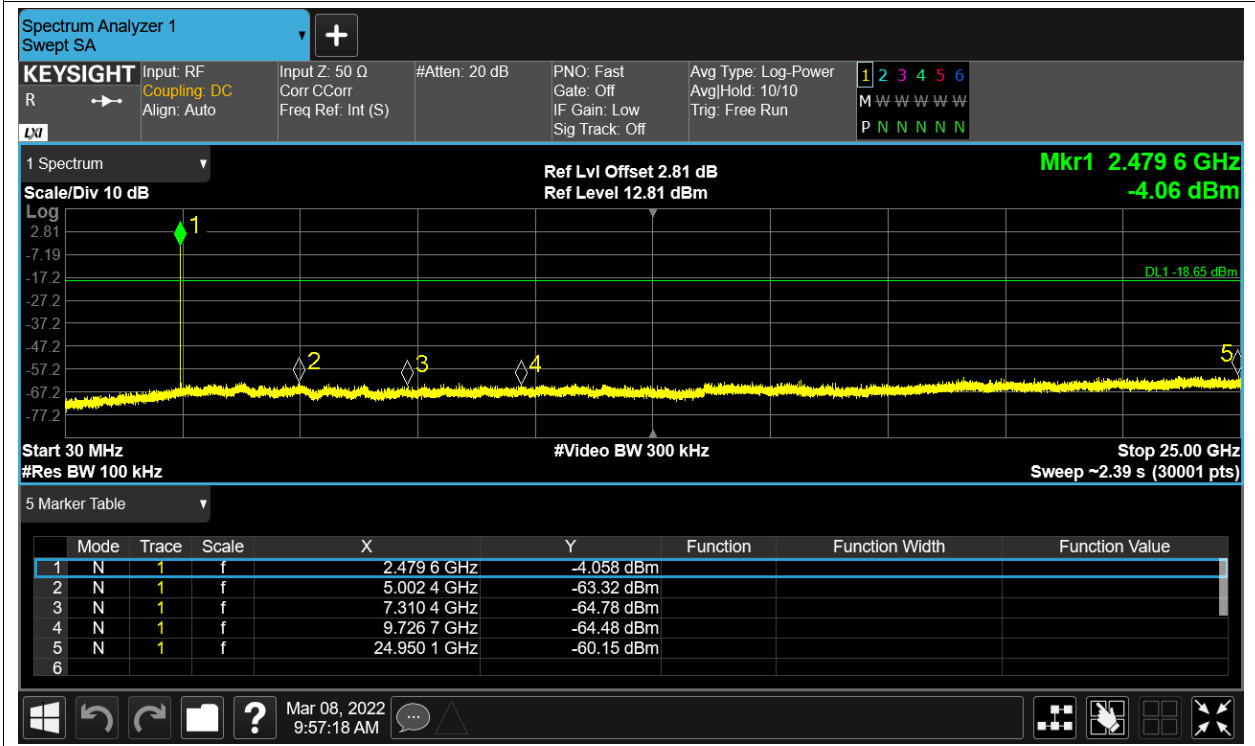 Spectrum Analyzer 1
Swept SA
+
KEYSIGHT
R
LXI
Input: RF
Coupling: DC
Align: Auto
Input Z: 50 Ω
Corr CCorr
Freq Ref: Int (S)
#Atten: 20 dB
PNO: Fast
Gate: Off
IF Gain: Low
Sig Track: Off
Avg Type: Log-Power
Avg|Hold: 10/10
Trig: Free Run
1 2 3 4 5 6
M W W W W W
P N N N N N
1 Spectrum
Scale/Div 10 dB
Ref Lvl Offset 2.81 dB
Ref Level 12.81 dBm
Mkr1 2.479 6 GHz
-4.06 dBm
Log
2.81
-7.19
-17.2
-27.2
-37.2
-47.2
-57.2
-67.2
-77.2
1
2
3
4
5
DL1 -18.65 dBm
Start 30 MHz
#Res BW 100 kHz
#Video BW 300 kHz
Stop 25.00 GHz
Sweep ~2.39 s (30001 pts)
5 Marker Table
Mode Trace Scale X Y Function Function Width Function Value
1 N 1 f 2.479 6 GHz -4.058 dBm
2 N 1 f 5.002 4 GHz -63.32 dBm
3 N 1 f 7.310 4 GHz -64.78 dBm
4 N 1 f 9.726 7 GHz -64.48 dBm
5 N 1 f 24.950 1 GHz -60.15 dBm
6
?
Mar 08, 2022
9:57:18 AM